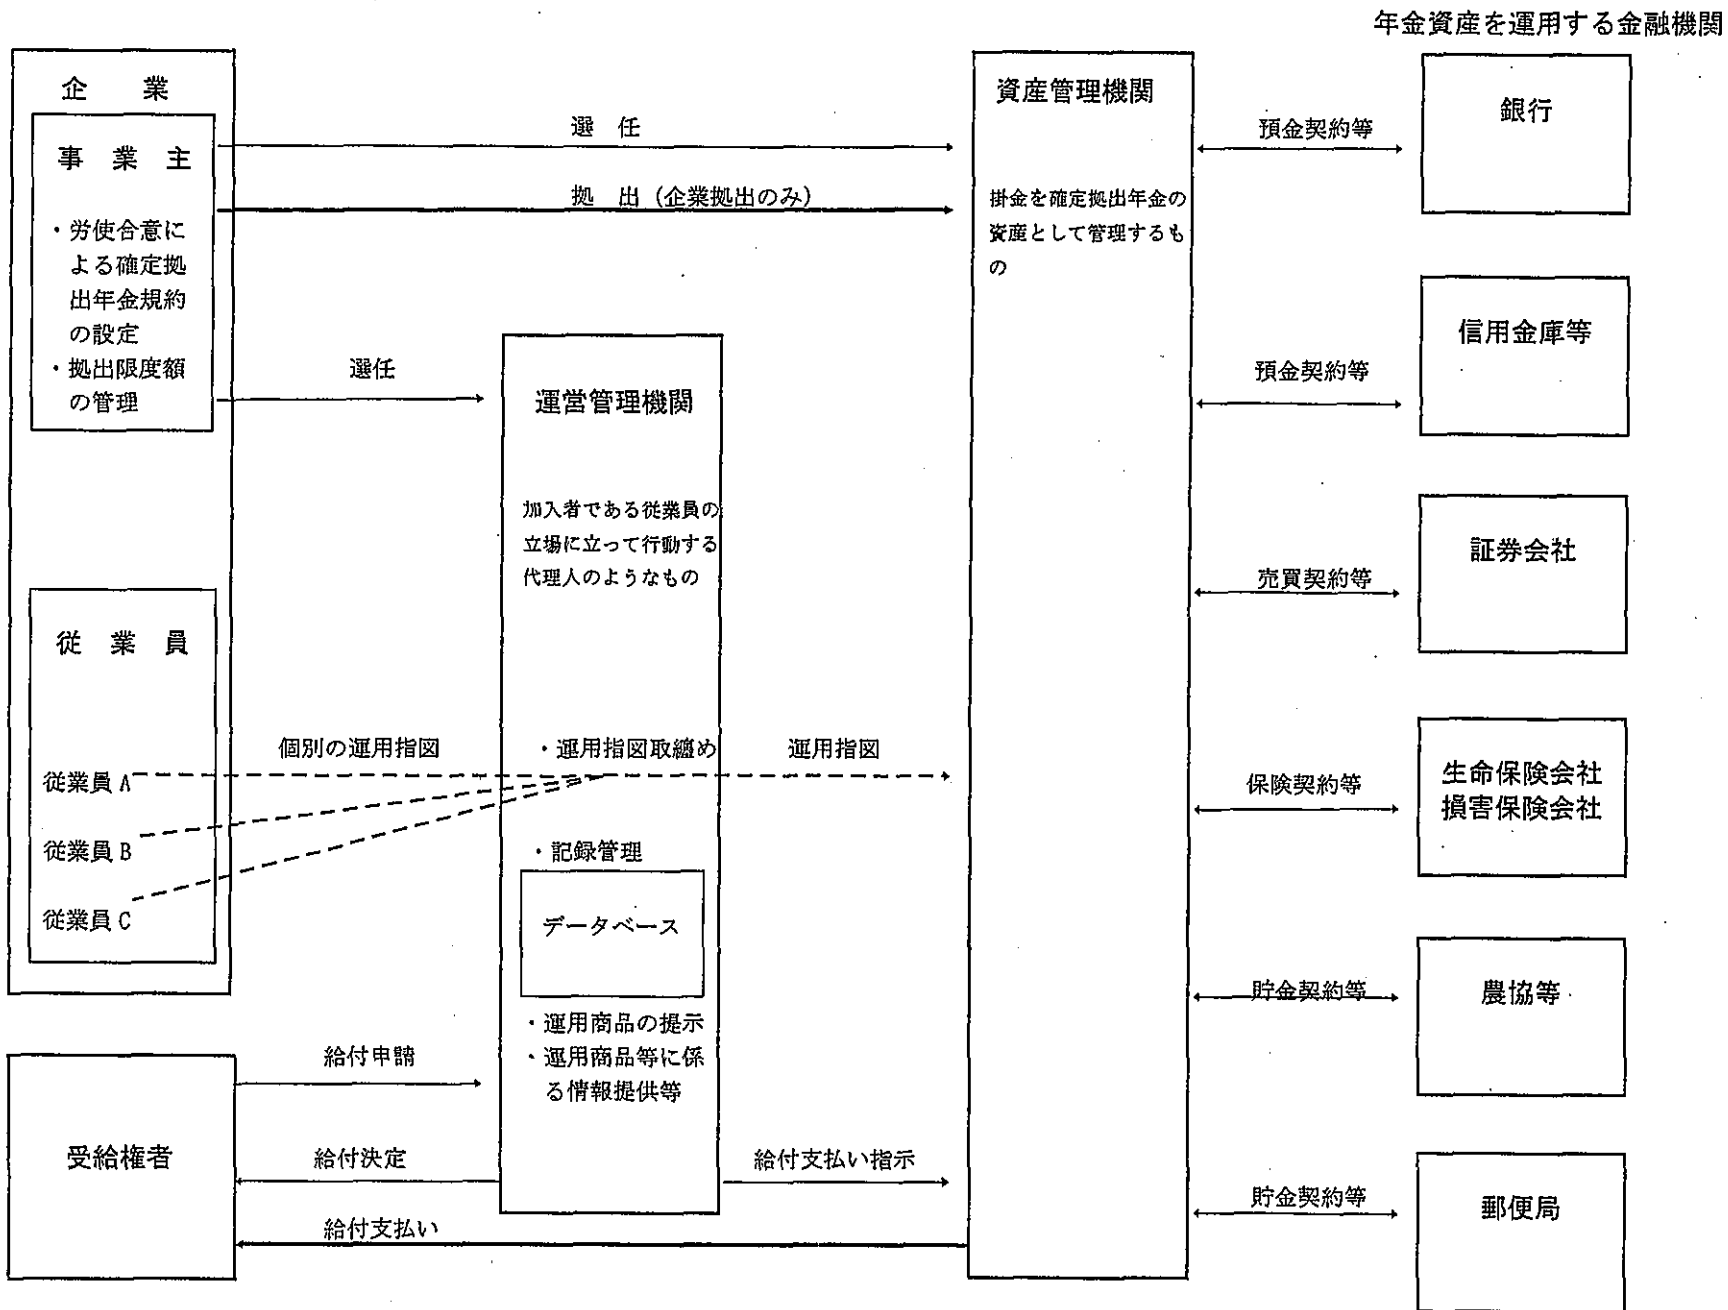 年金資産を運用する金融機関
企　業
事　業　主
・労使合意に
よる確定拠
出年金規約
の設定
・拠出限度額
の管理
選　任
拠　出（企業拠出のみ）
選任
従　業　員
従業員A
従業員B
従業員C
個別の運用指図
運営管理機関
加入者である従業員の
立場に立って行動する
代理人のようなもの
・運用指図取纏め
・記録管理
データベース
・運用商品の提示
・運用商品等に係
る情報提供等
運用指図
受給権者
給付申請
給付決定
給付支払い指示
給付支払い
資産管理機関
掛金を確定拠出年金の
資産として管理するも
の
預金契約等
銀行
預金契約等
信用金庫等
売買契約等
証券会社
保険契約等
生命保険会社
損害保険会社
貯金契約等
農協等
貯金契約等
郵便局